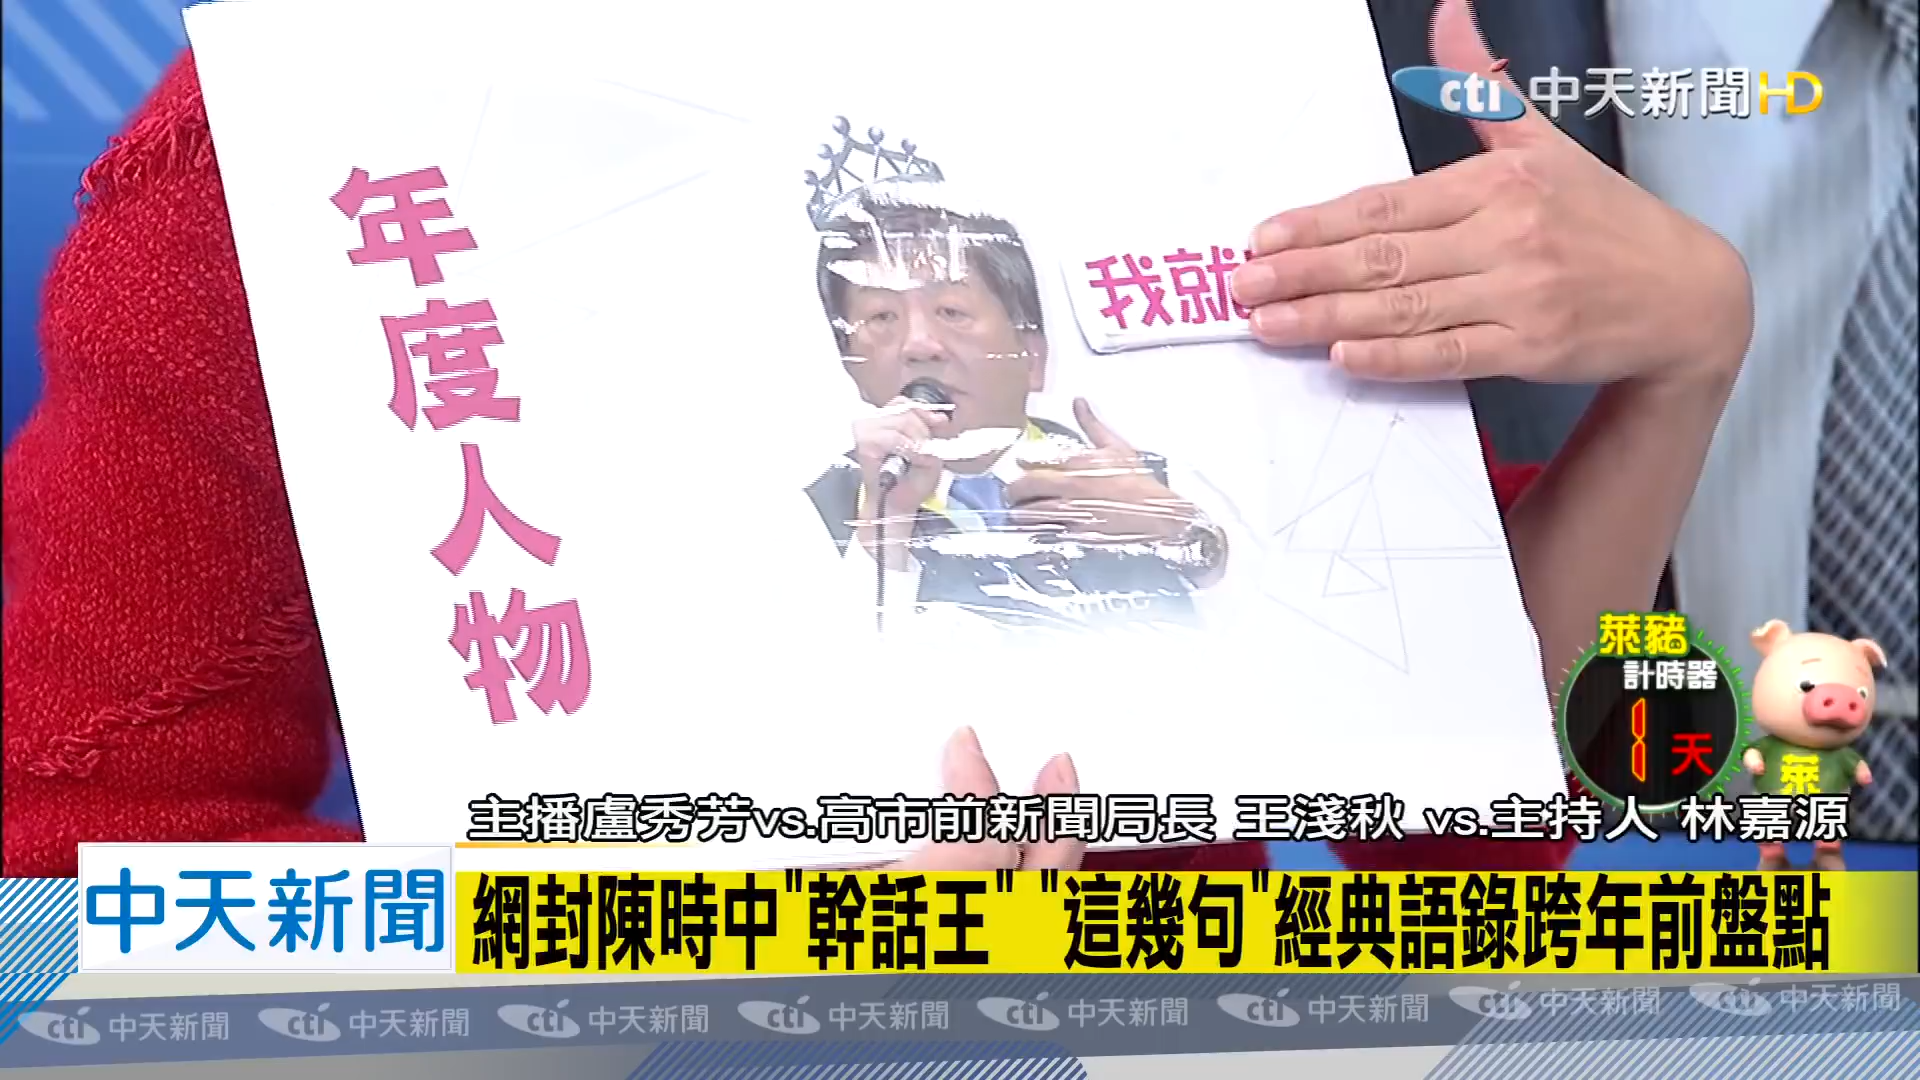 cti 中天新聞HD
年度人物
我就
HCC
萊豬
計時器
1天
萊
主播盧秀芳vs.高市前新聞局長 王淺秋 vs.主持人 林嘉源
中天新聞
網封陳時中"幹話王" "這幾句"經典語錄跨年前盤點
cti 中天新聞 cti 中天新聞 cti 中天新聞 cti 中天新聞 cti 中天新聞 cti 中天新聞 cti 中天新聞 cti 中天新聞